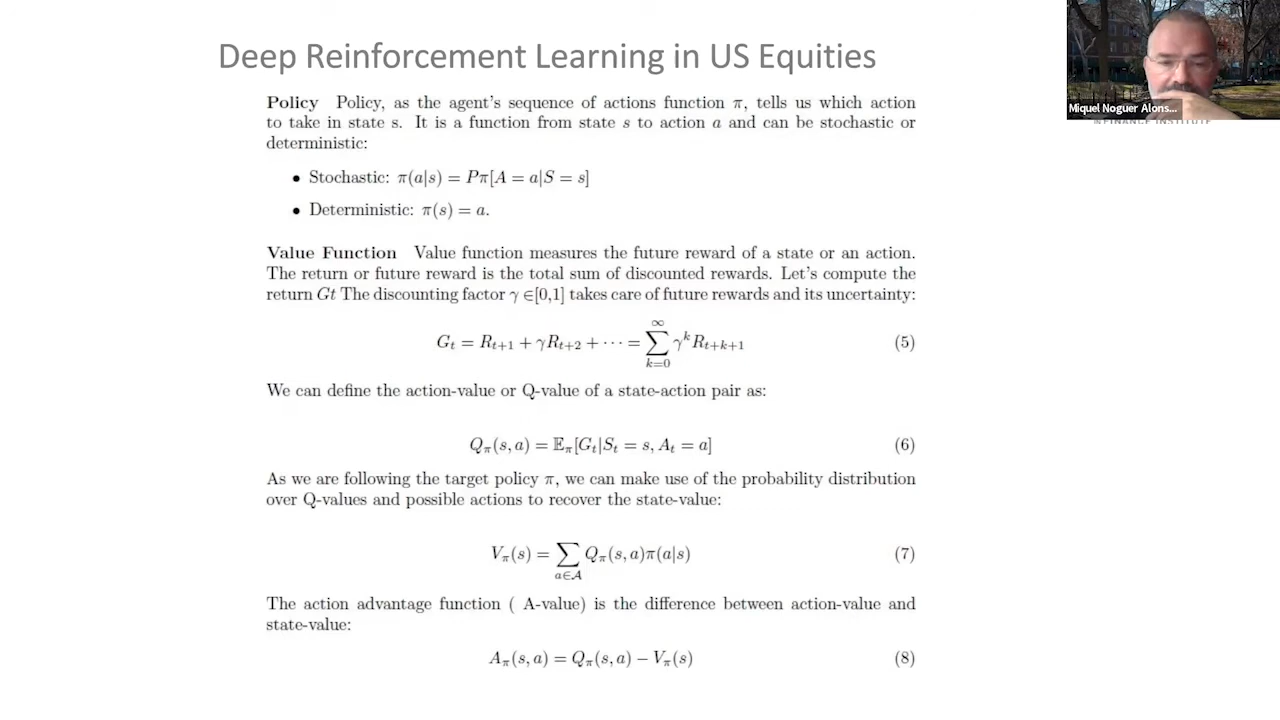 Deep Reinforcement Learning in US Equities
Miquel Noguer Alons...
FINANCE INSTITUTE
Policy Policy, as the agent's sequence of actions function π, tells us which action
to take in state s. It is a function from state s to action a and can be stochastic or
deterministic:
• Stochastic: π(a|s) = Pπ[A = a|S = s]
• Deterministic: π(s) = a.
Value Function Value function measures the future reward of a state or an action.
The return or future reward is the total sum of discounted rewards. Let's compute the
return Gt The discounting factor γ ∈[0,1] takes care of future rewards and its uncertainty:
G_t = R_{t+1} + γR_{t+2} + ··· = ∑_{k=0}^{∞} γ^k R_{t+k+1} (5)
We can define the action-value or Q-value of a state-action pair as:
Q_π(s, a) = 𝔼_π[G_t|S_t = s, A_t = a] (6)
As we are following the target policy π, we can make use of the probability distribution
over Q-values and possible actions to recover the state-value:
V_π(s) = ∑_{a∈𝒜} Q_π(s, a)π(a|s) (7)
The action advantage function ( A-value) is the difference between action-value and
state-value:
A_π(s, a) = Q_π(s, a) − V_π(s) (8)